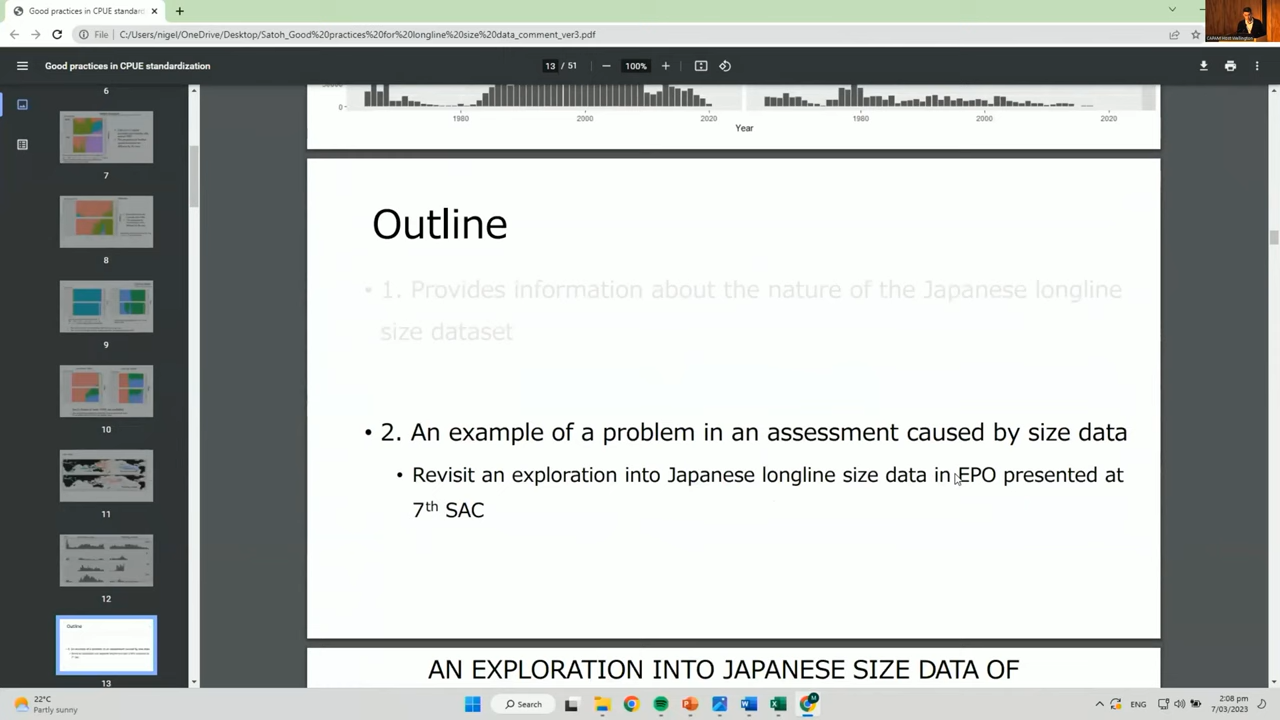 Good practices in CPUE standard
File
C:/Users/nigel/OneDrive/Desktop/Satoh_Good%20practices%20for%20longline%20size%20data_comment_ver3.pdf
Good practices in CPUE standardization
13 / 51
100%
6
7
8
9
10
11
12
Outline
13
0
1980
2000
2020
1980
2000
2020
Year
Outline
• 1. Provides information about the nature of the Japanese longline
size dataset
• 2. An example of a problem in an assessment caused by size data
• Revisit an exploration into Japanese longline size data in EPO presented at
7th SAC
AN EXPLORATION INTO JAPANESE SIZE DATA OF
22°C
Partly sunny
Search
ENG
2:08 pm
7/03/2023